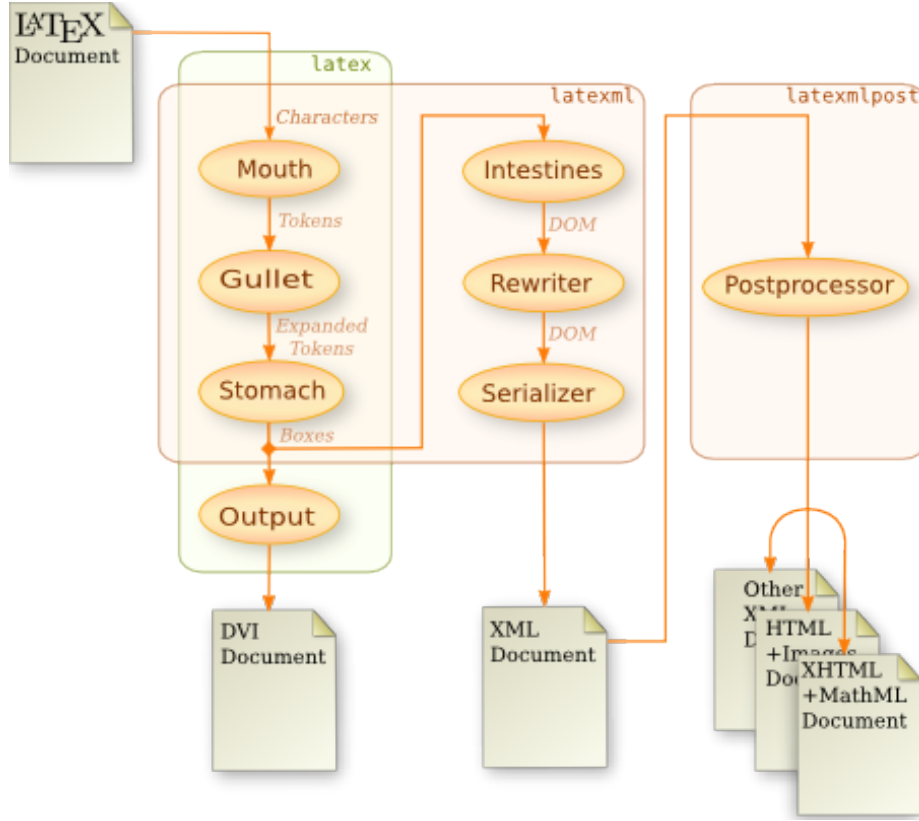 LATEX
Document
latex
latexml
latexmlpost
Characters
Mouth
Intestines
Tokens
DOM
Gullet
Rewriter
Postprocessor
Expanded
Tokens
DOM
Stomach
Serializer
Boxes
Output
DVI
Document
XML
Document
Other
HTML
+Images
XHTML
+MathML
Document